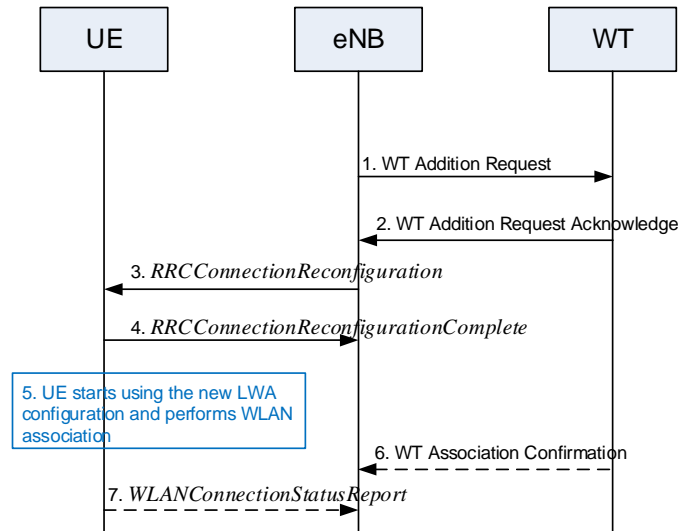 UE
eNB
WT
1. WT Addition Request
2. WT Addition Request Acknowledge
3. RRCConnectionReconfiguration
4. RRCConnectionReconfigurationComplete
5. UE starts using the new LWA
configuration and performs WLAN
association
6. WT Association Confirmation
7. WLANConnectionStatusReport